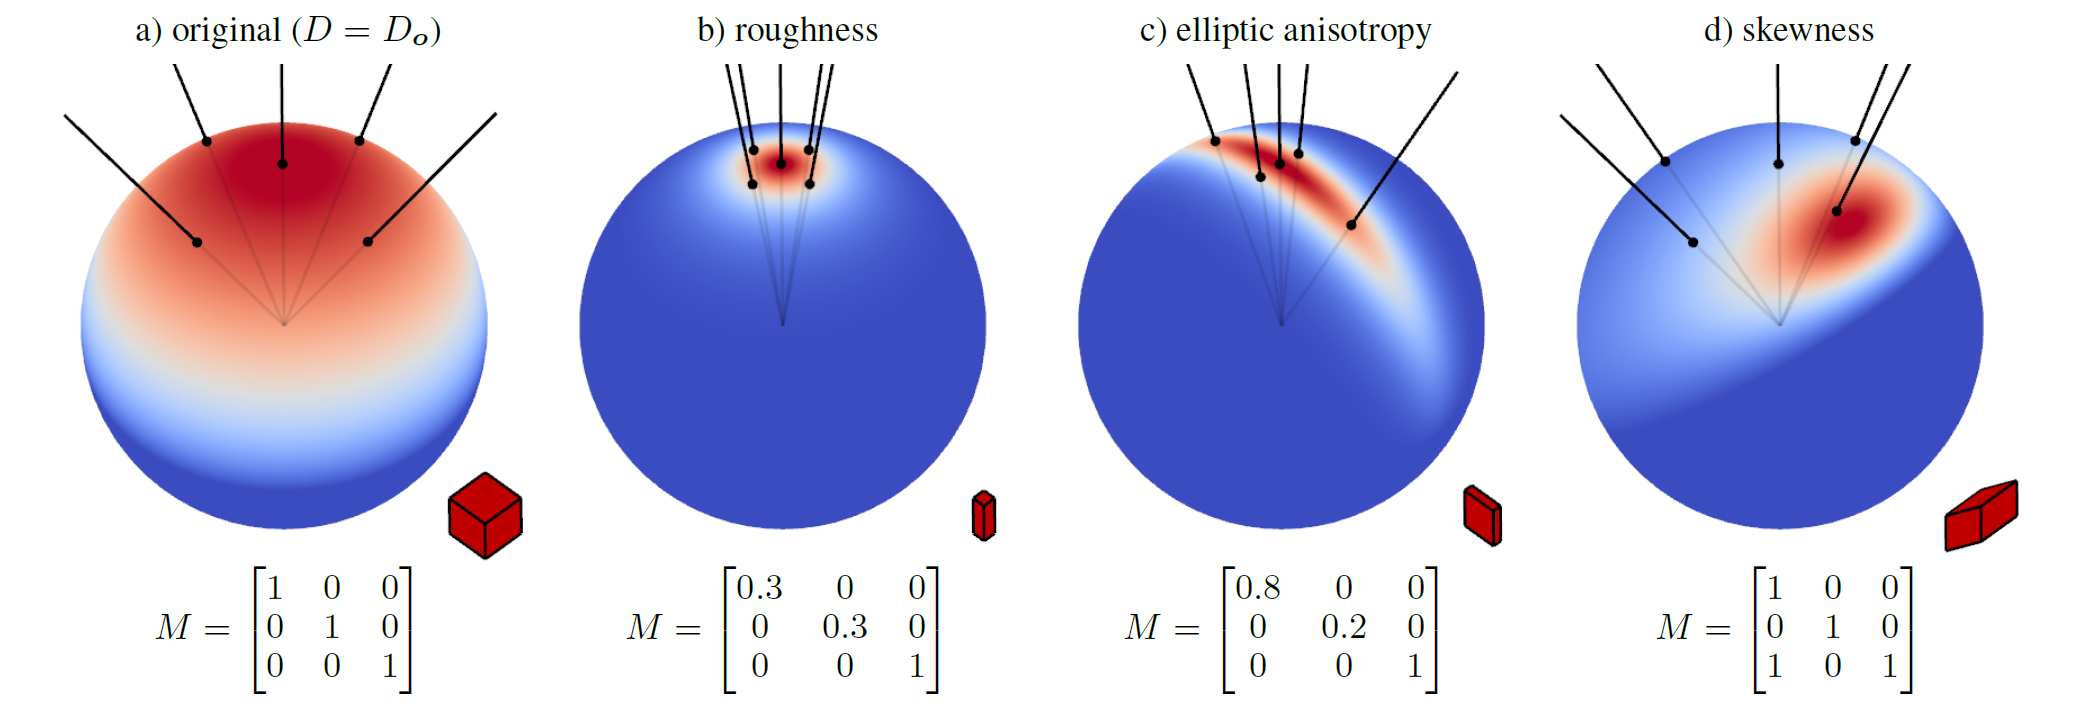 a) original (D = Dₒ)
b) roughness
c) elliptic anisotropy
d) skewness
M = [1 0 0
0 1 0
0 0 1]
M = [0.3 0 0
0 0.3 0
0 0 1]
M = [0.8 0 0
0 0.2 0
0 0 1]
M = [1 0 0
0 1 0
1 0 1]